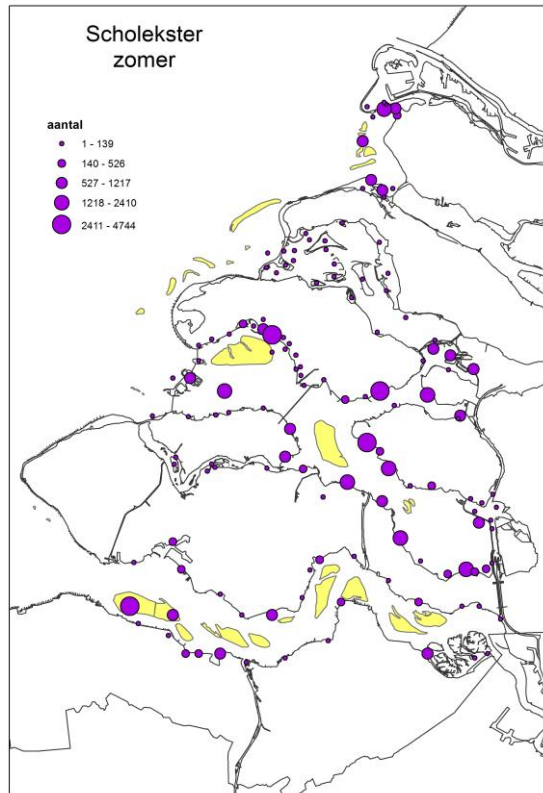 Scholekster
zomer
aantal
1 - 139
140 - 526
527 - 1217
1218 - 2410
2411 - 4744